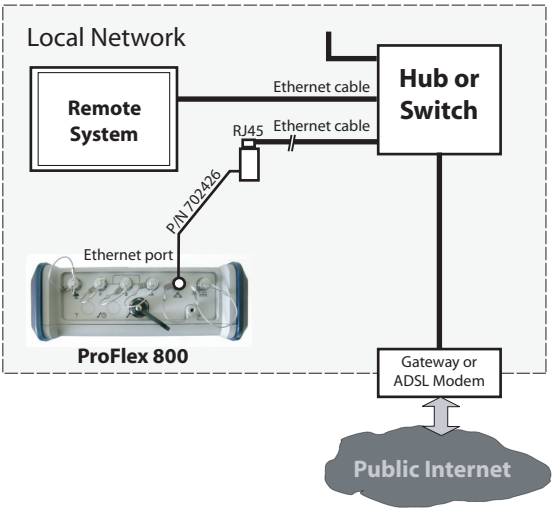 Local Network
Remote
System
Ethernet cable
Hub or
Switch
RJ45
Ethernet cable
P/N 702426
Ethernet port
ProFlex 800
Gateway or
ADSL Modem
Public Internet